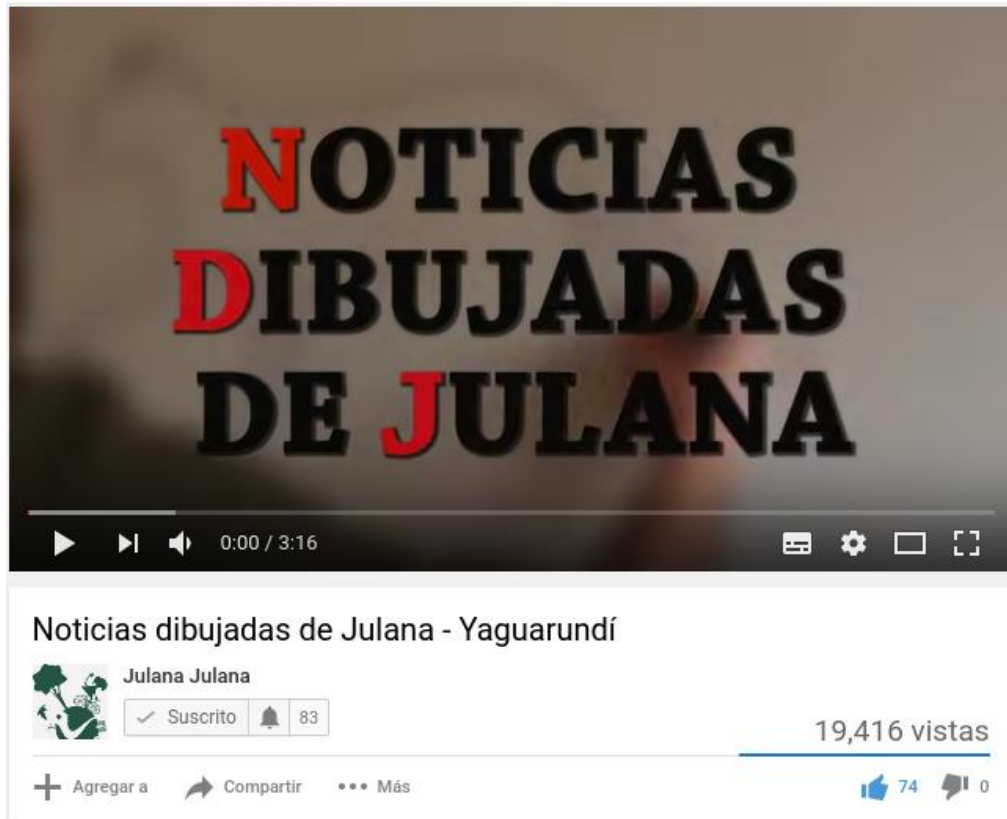 NOTICIAS
DIBUJADAS
DE JULANA
0:00 / 3:16
Noticias dibujadas de Julana - Yaguarundí
Julana Julana
Suscrito 83
19,416 vistas
Agregar a Compartir Más 74 0